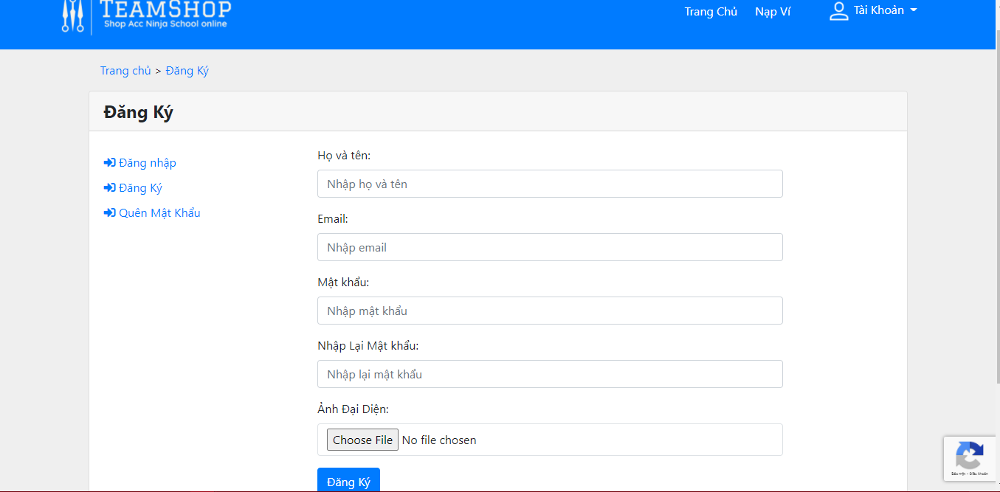 TEAMSHOP
Shop Acc Ninja School online
Trang Chủ Nạp Ví Tài Khoản
Trang chủ > Đăng Ký
Đăng Ký
Đăng nhập
Đăng Ký
Quên Mật Khẩu
Họ và tên:
Nhập họ và tên
Email:
Nhập email
Mật khẩu:
Nhập mật khẩu
Nhập Lại Mật khẩu:
Nhập lại mật khẩu
Ảnh Đại Diện:
Choose File No file chosen
Đăng Ký
Bảo mật - Điều khoản